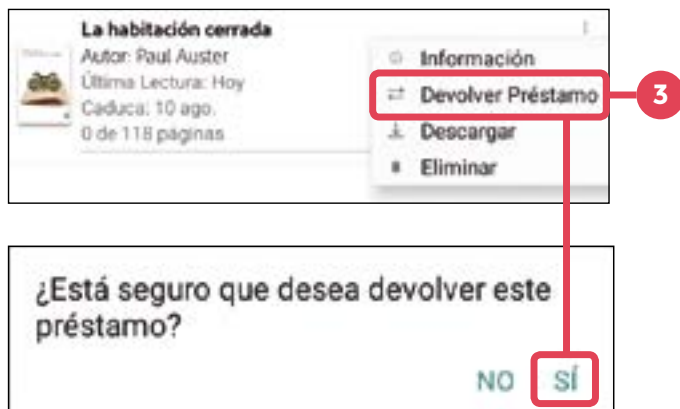 La habitación cerrada
Autor: Paul Auster
Última Lectura: Hoy
Caduca: 10 ago.
0 de 118 páginas
Información
Devolver Préstamo
Descargar
Eliminar
3
¿Está seguro que desea devolver este
préstamo?
NO SÍ